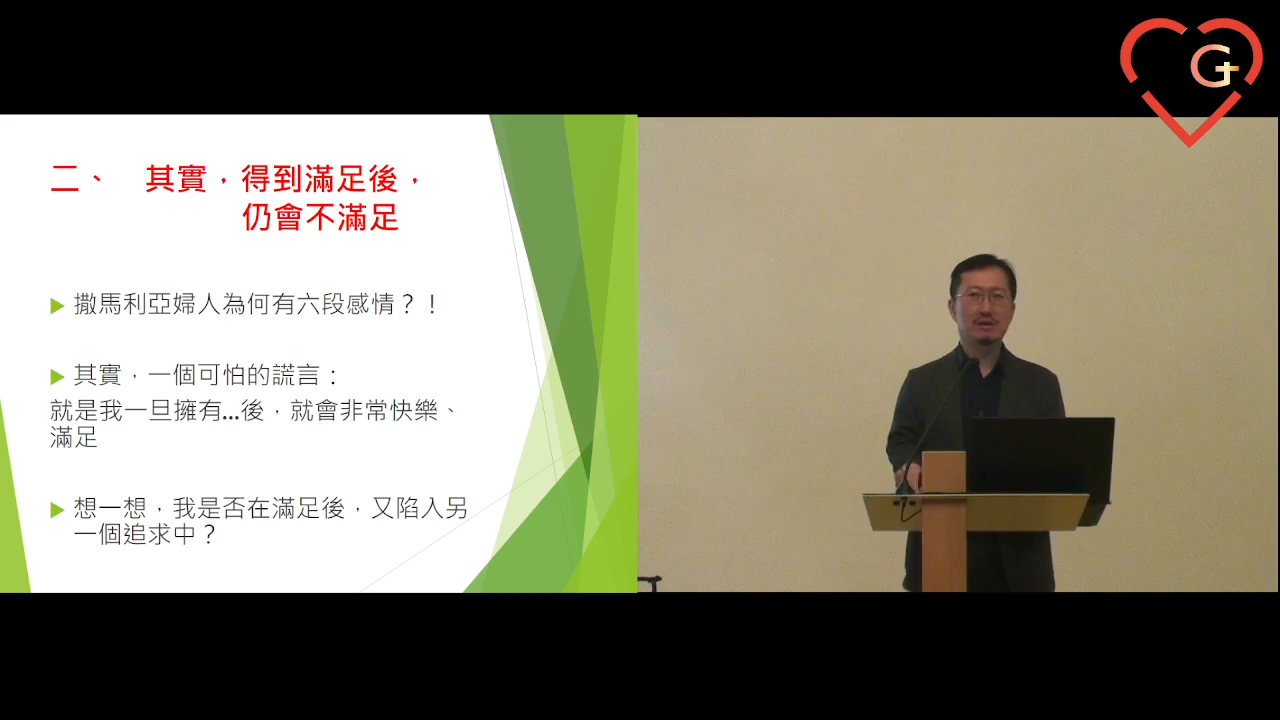 二、 其實，得到滿足後，
仍會不滿足
撒馬利亞婦人為何有六段感情？！
其實，一個可怕的謊言：
就是我一旦擁有...後，就會非常快樂、
滿足
想一想，我是否在滿足後，又陷入另
一個追求中？
G